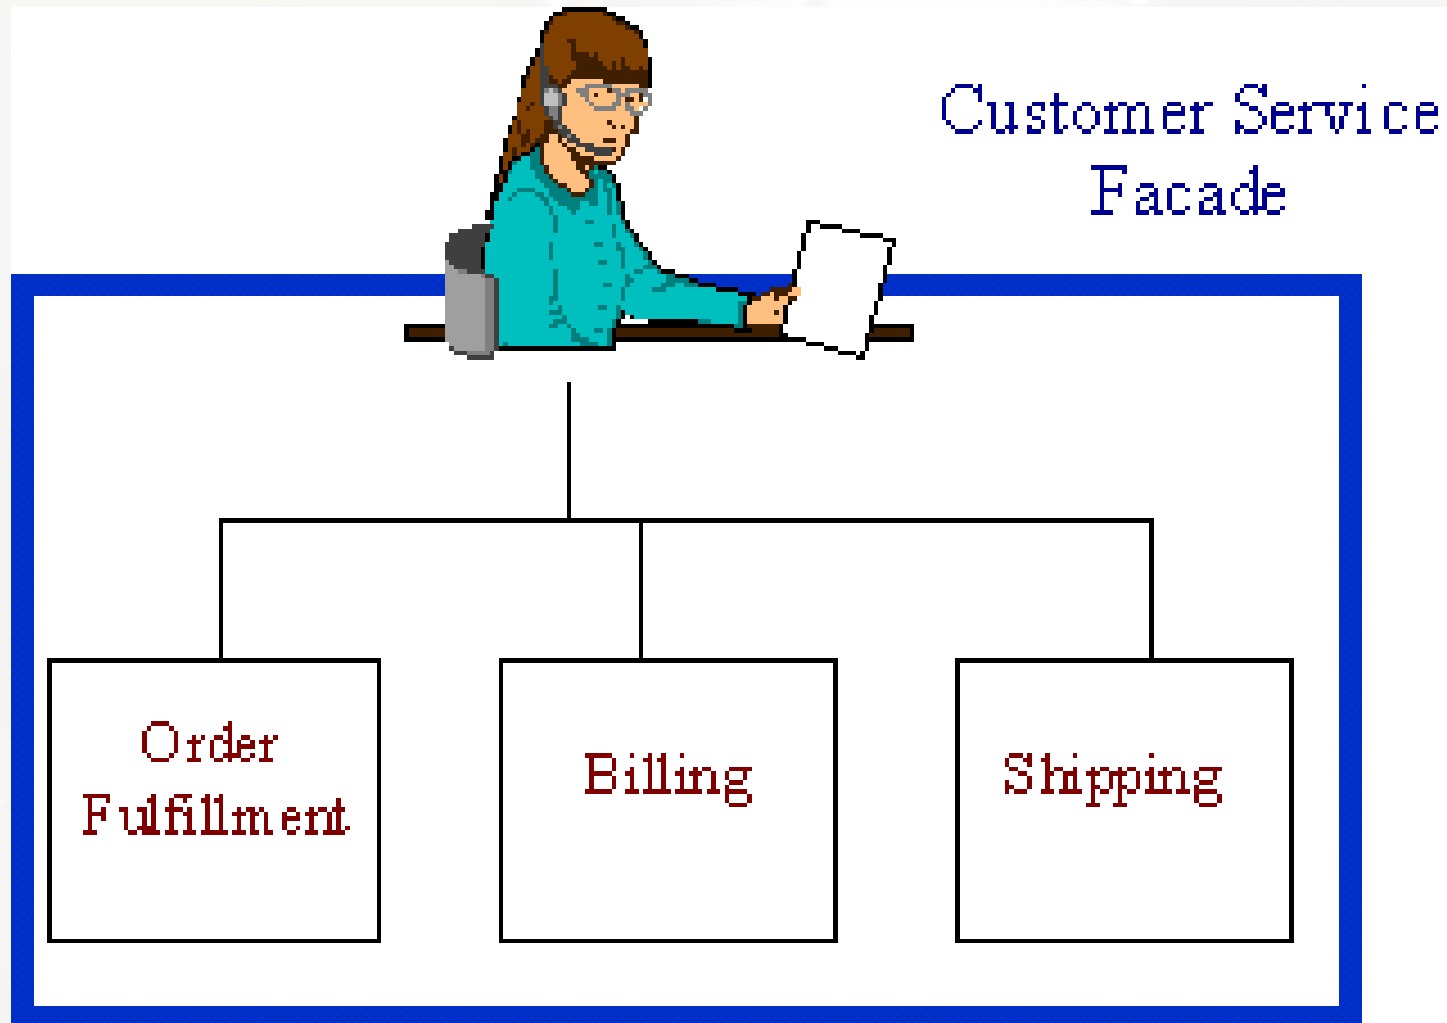 Customer Service
Facade
Order
Fulfillment
Billing
Shipping